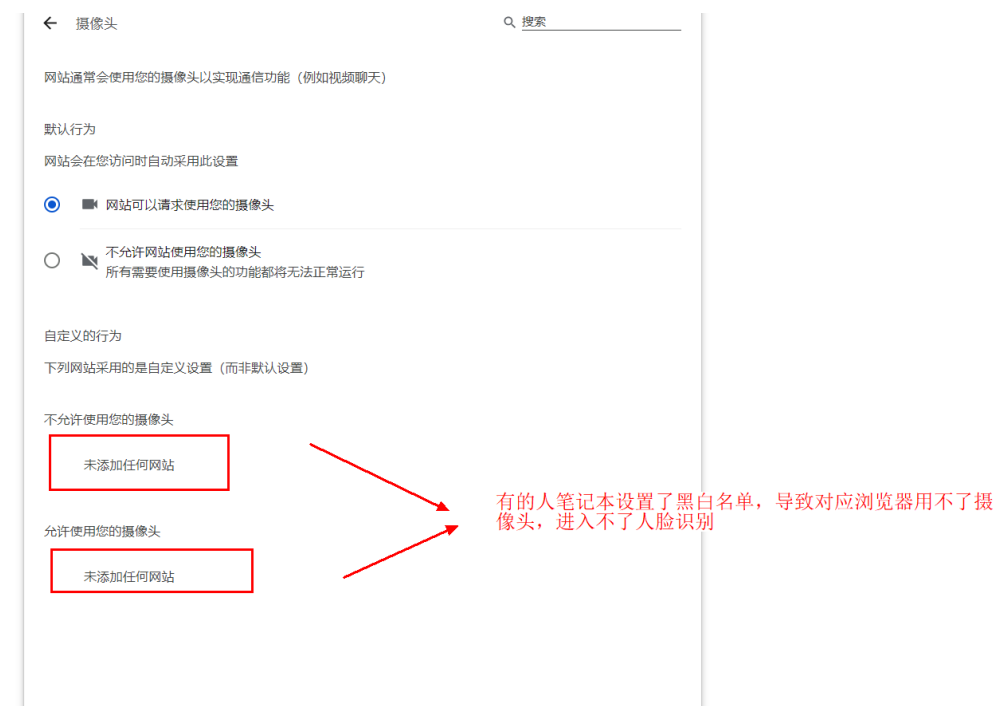 摄像头
搜索
网站通常会使用您的摄像头以实现通信功能（例如视频聊天）
默认行为
网站会在您访问时自动采用此设置
网站可以请求使用您的摄像头
不允许网站使用您的摄像头
所有需要使用摄像头的功能都将无法正常运行
自定义的行为
下列网站采用的是自定义设置（而非默认设置）
不允许使用您的摄像头
未添加任何网站
有的人笔记本设置了黑白名单，导致对应浏览器用不了摄
像头，进入不了人脸识别
允许使用您的摄像头
未添加任何网站